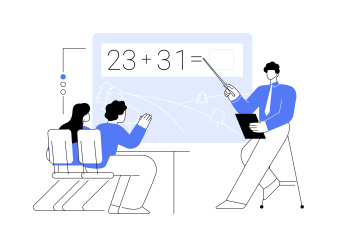 23 + 31 =